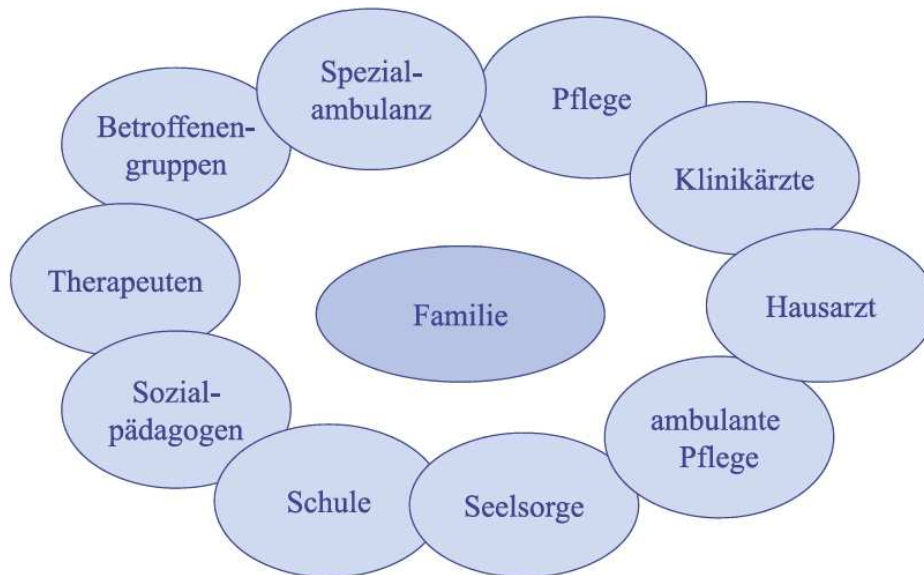 Spezial-
ambulanz
Pflege
Betroffenen-
gruppen
Klinikärzte
Therapeuten
Familie
Hausarzt
Sozial-
pädagogen
ambulante
Pflege
Schule
Seelsorge